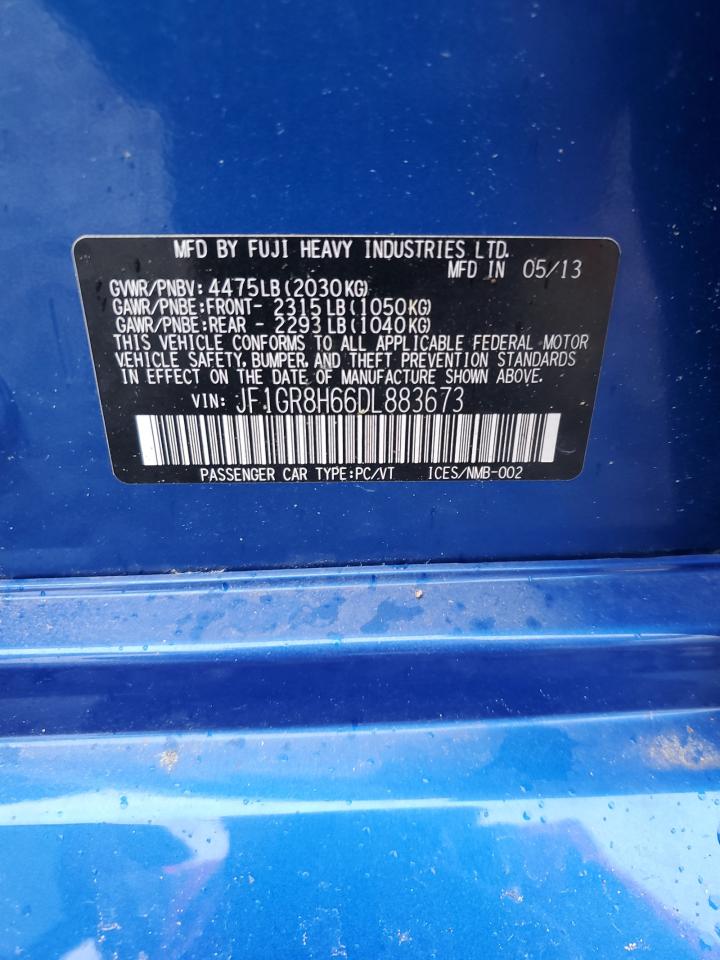 MFD BY FUJI HEAVY INDUSTRIES LTD.
MFD IN 05/13
GVWR/PNBV: 4475LB(2030KG)
GAWR/PNBE:FRONT- 2315LB(1050KG)
GAWR/PNBE:REAR - 2293LB(1040KG)
THIS VEHICLE CONFORMS TO ALL APPLICABLE FEDERAL MOTOR
VEHICLE SAFETY, BUMPER, AND THEFT PREVENTION STANDARDS
IN EFFECT ON THE DATE OF MANUFACTURE SHOWN ABOVE.
VIN: JF1GR8H66DL883673
PASSENGER CAR TYPE:PC/VT ICES/NMB-002